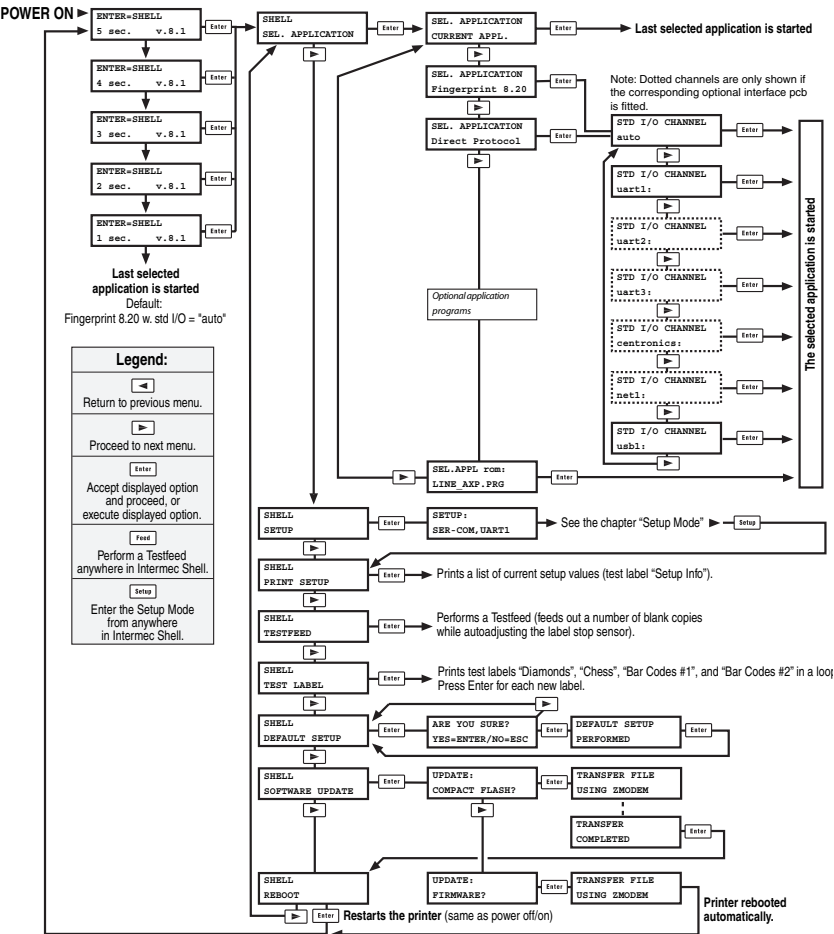 POWER ON
ENTER=SHELL
5 sec. v.8.1
Enter
ENTER=SHELL
4 sec. v.8.1
Enter
ENTER=SHELL
3 sec. v.8.1
Enter
ENTER=SHELL
2 sec. v.8.1
Enter
ENTER=SHELL
1 sec. v.8.1
Enter
Last selected
application is started
Default:
Fingerprint 8.20 w. std I/O = "auto"
Legend:
Return to previous menu.
Proceed to next menu.
Enter
Accept displayed option
and proceed, or
execute displayed option.
Feed
Perform a Testfeed
anywhere in Intermec Shell.
Setup
Enter the Setup Mode
from anywhere
in Intermec Shell.
SHELL
SEL. APPLICATION
Enter
SEL. APPLICATION
CURRENT APPL.
Enter
Last selected application is started
SEL. APPLICATION
Fingerprint 8.20
Enter
SEL. APPLICATION
Direct Protocol
Enter
Optional application
programs
SEL.APPL rom:
LINE_AXP.PRG
Enter
Note: Dotted channels are only shown if
the corresponding optional interface pcb
is fitted.
STD I/O CHANNEL
auto
Enter
STD I/O CHANNEL
uart1:
Enter
STD I/O CHANNEL
uart2:
Enter
STD I/O CHANNEL
uart3:
Enter
STD I/O CHANNEL
centronics:
Enter
STD I/O CHANNEL
net1:
Enter
STD I/O CHANNEL
usb1:
Enter
The selected application is started
SHELL
SETUP
Enter
SETUP:
SER-COM,UART1
See the chapter “Setup Mode”
Setup
SHELL
PRINT SETUP
Enter
Prints a list of current setup values (test label “Setup Info”).
SHELL
TESTFEED
Enter
Performs a Testfeed (feeds out a number of blank copies
while autoadjusting the label stop sensor).
SHELL
TEST LABEL
Enter
Prints test labels “Diamonds”, “Chess”, “Bar Codes #1”, and “Bar Codes #2” in a loop
Press Enter for each new label.
SHELL
DEFAULT SETUP
Enter
ARE YOU SURE?
YES=ENTER/NO=ESC
Enter
DEFAULT SETUP
PERFORMED
Enter
SHELL
SOFTWARE UPDATE
Enter
UPDATE:
COMPACT FLASH?
Enter
TRANSFER FILE
USING ZMODEM
TRANSFER
COMPLETED
Enter
SHELL
REBOOT
UPDATE:
FIRMWARE?
Enter
TRANSFER FILE
USING ZMODEM
Printer rebooted
automatically.
Enter
Restarts the printer (same as power off/on)